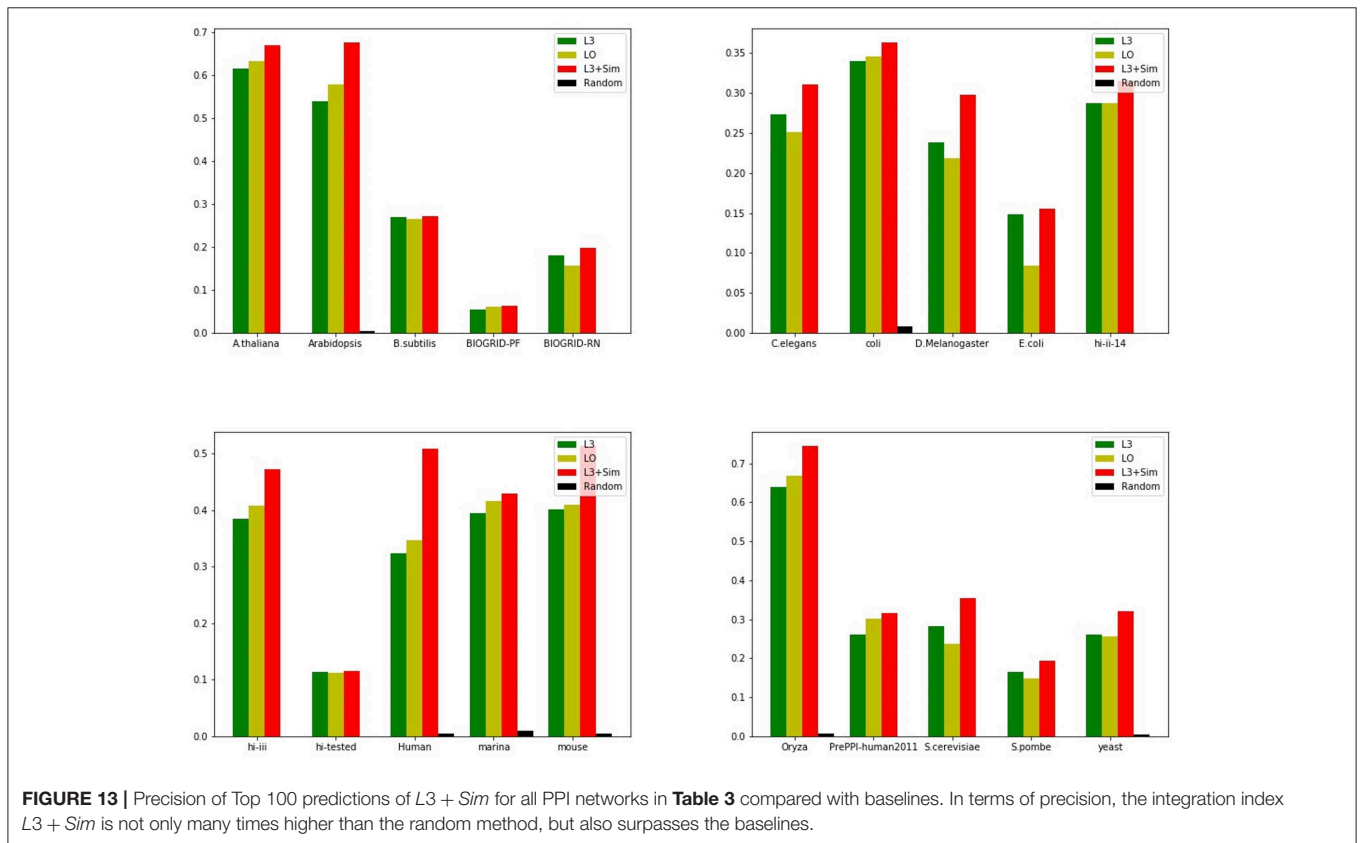 0.7
0.6
0.5
0.4
0.3
0.2
0.1
0.0
A.thaliana Arabidopsis B.subtilis BIOGRID-PF BIOGRID-RN
L3
LO
L3+Sim
Random
0.35
0.30
0.25
0.20
0.15
0.10
0.05
0.00
C.elegans coli D.Melanogaster E.coli hi-ii-14
L3
LO
L3+Sim
Random
0.5
0.4
0.3
0.2
0.1
0.0
hi-iii hi-tested Human marina mouse
L3
LO
L3+Sim
Random
0.7
0.6
0.5
0.4
0.3
0.2
0.1
0.0
Oryza PrePPI-human2011 S.cerevisiae S.pombe yeast
L3
LO
L3+Sim
Random
FIGURE 13 | Precision of Top 100 predictions of L3 + Sim for all PPI networks in Table 3 compared with baselines. In terms of precision, the integration index
L3 + Sim is not only many times higher than the random method, but also surpasses the baselines.